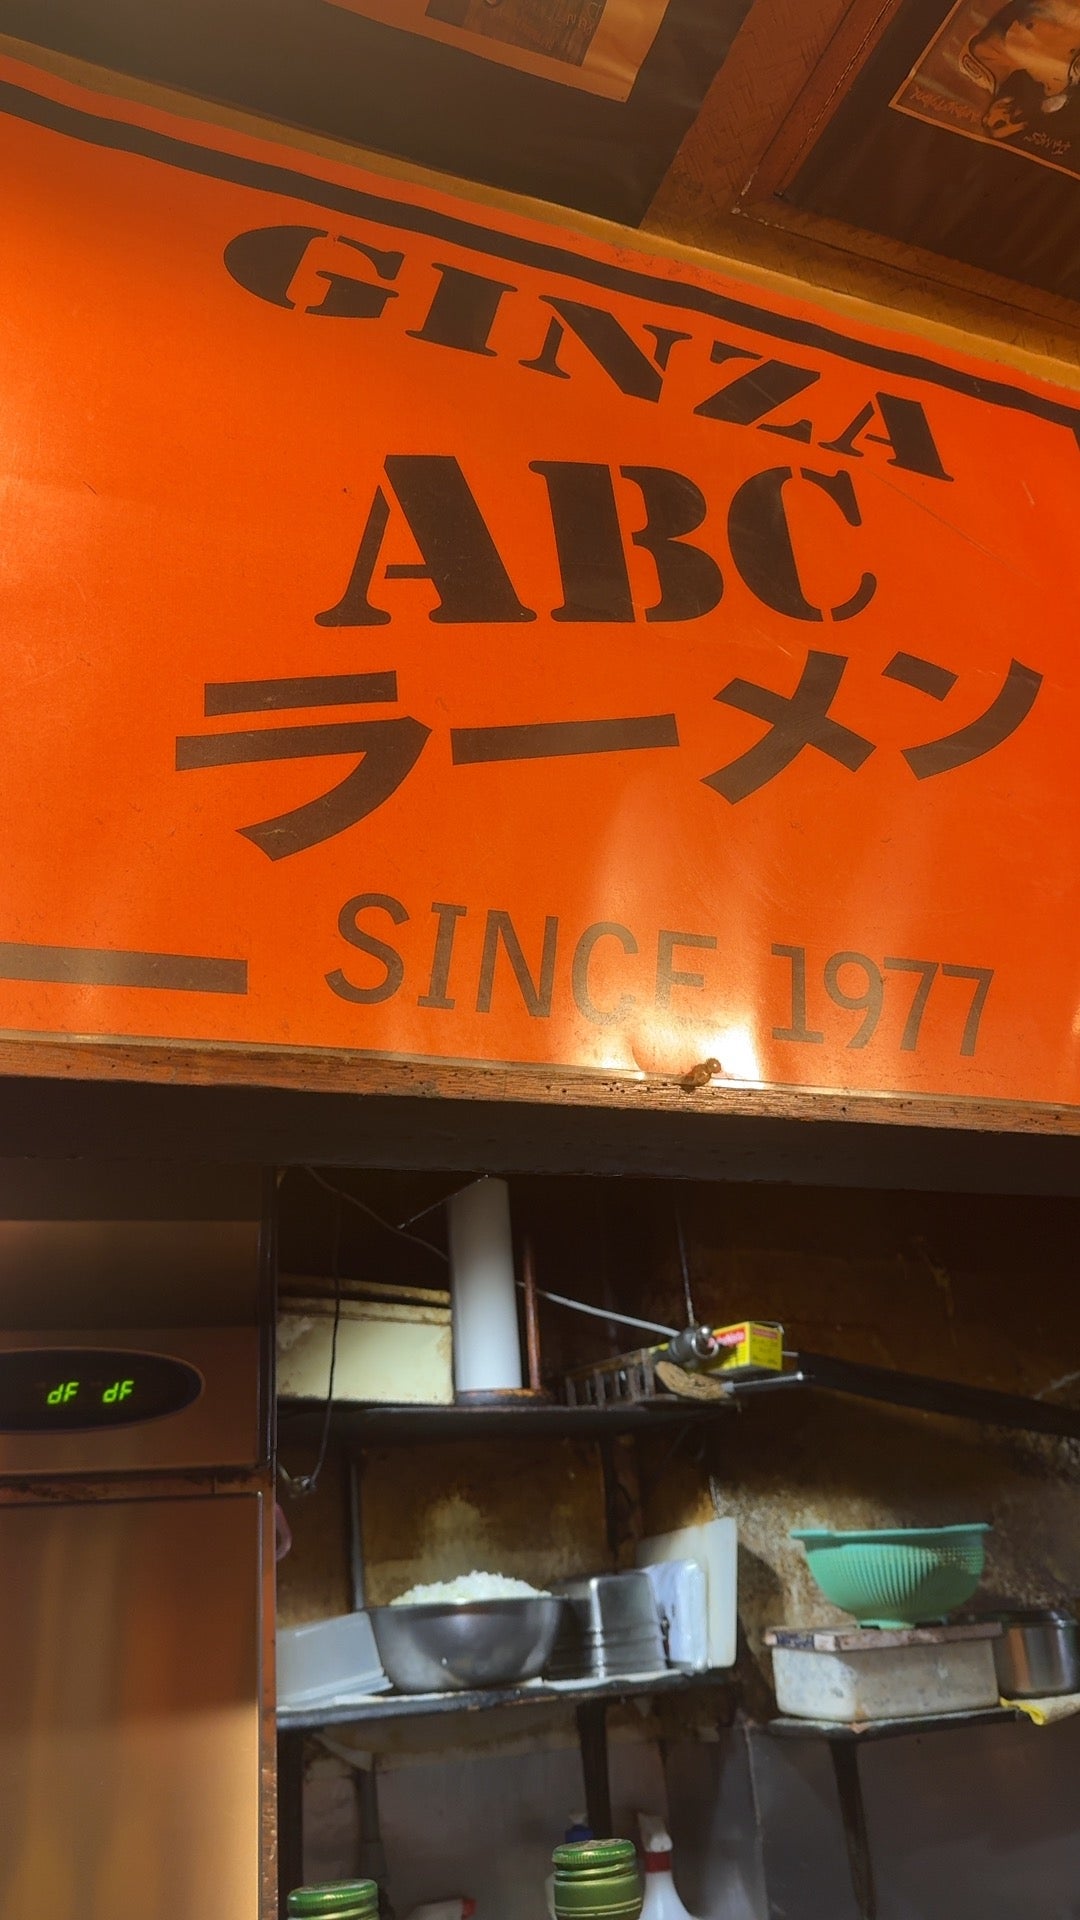 GINZA
ABC
ラーメン
SINCE 1977
dF dF